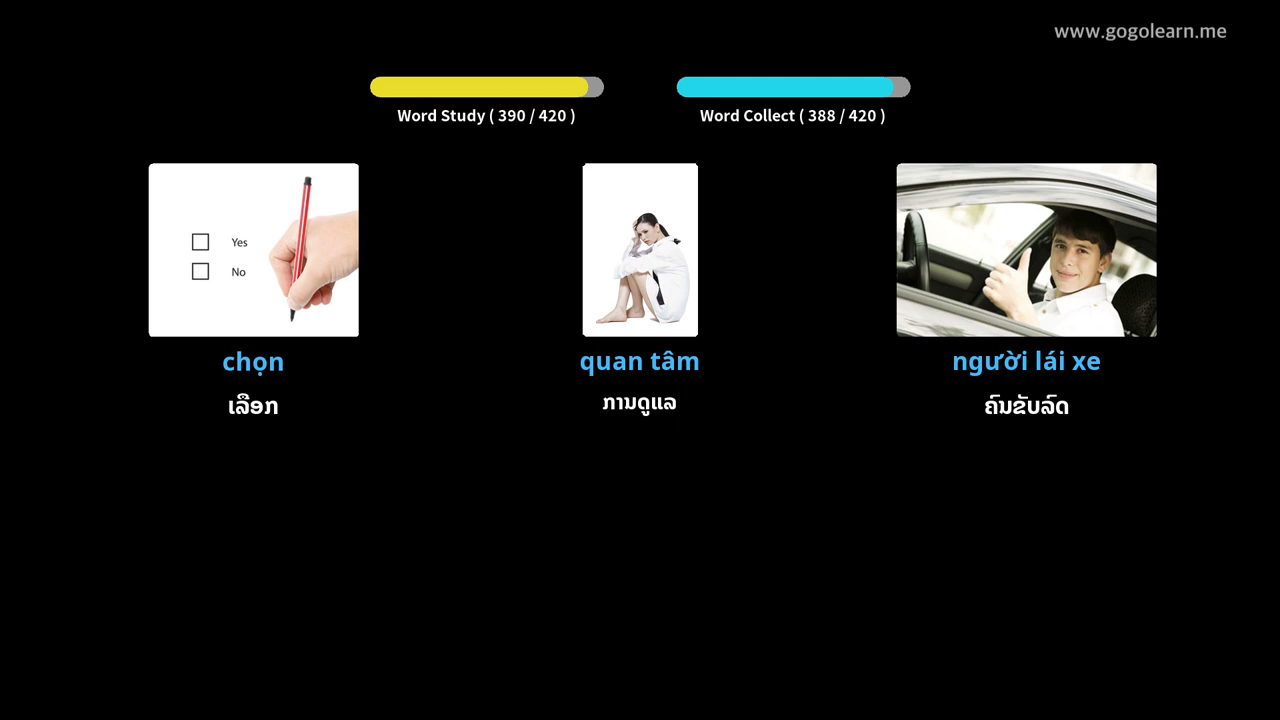 www.gogolearn.me
Word Study ( 390 / 420 )
Word Collect ( 388 / 420 )
Yes
No
chọn
quan tâm
người lái xe
ເລືອກ
ການດູແລ
ຄົນຂັບລົດ